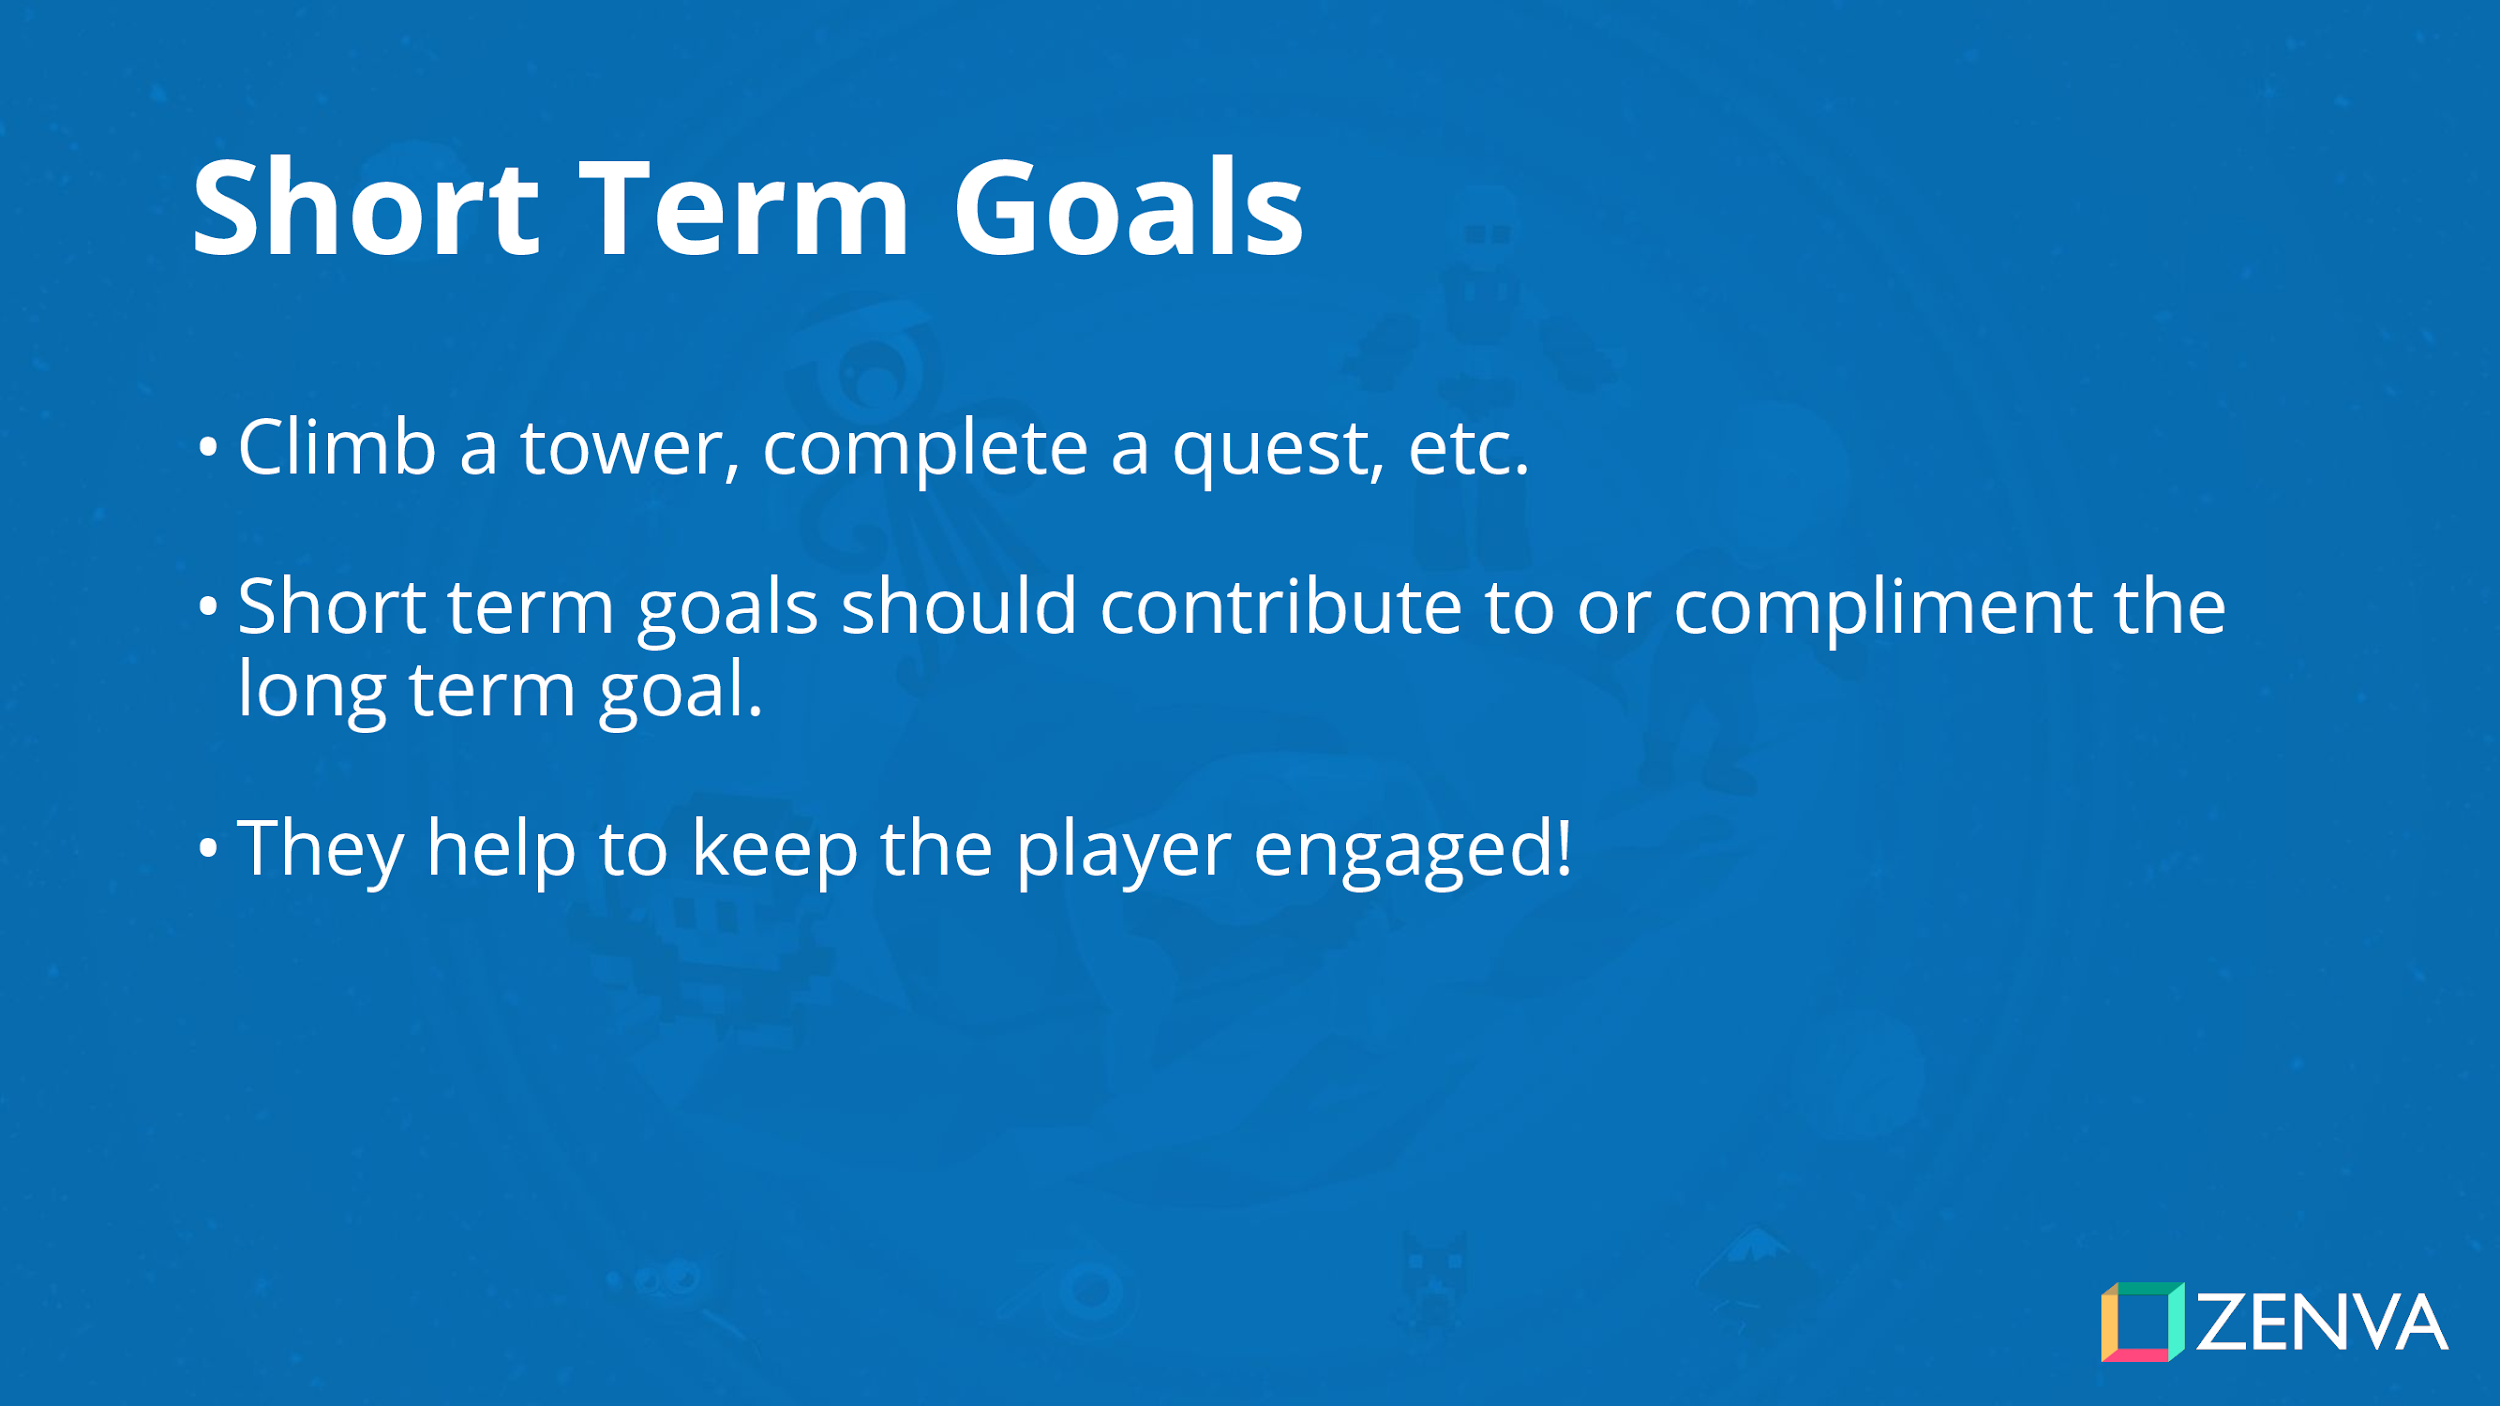 Short Term Goals
• Climb a tower, complete a quest, etc.
• Short term goals should contribute to or compliment the
long term goal.
• They help to keep the player engaged!
ZENVA